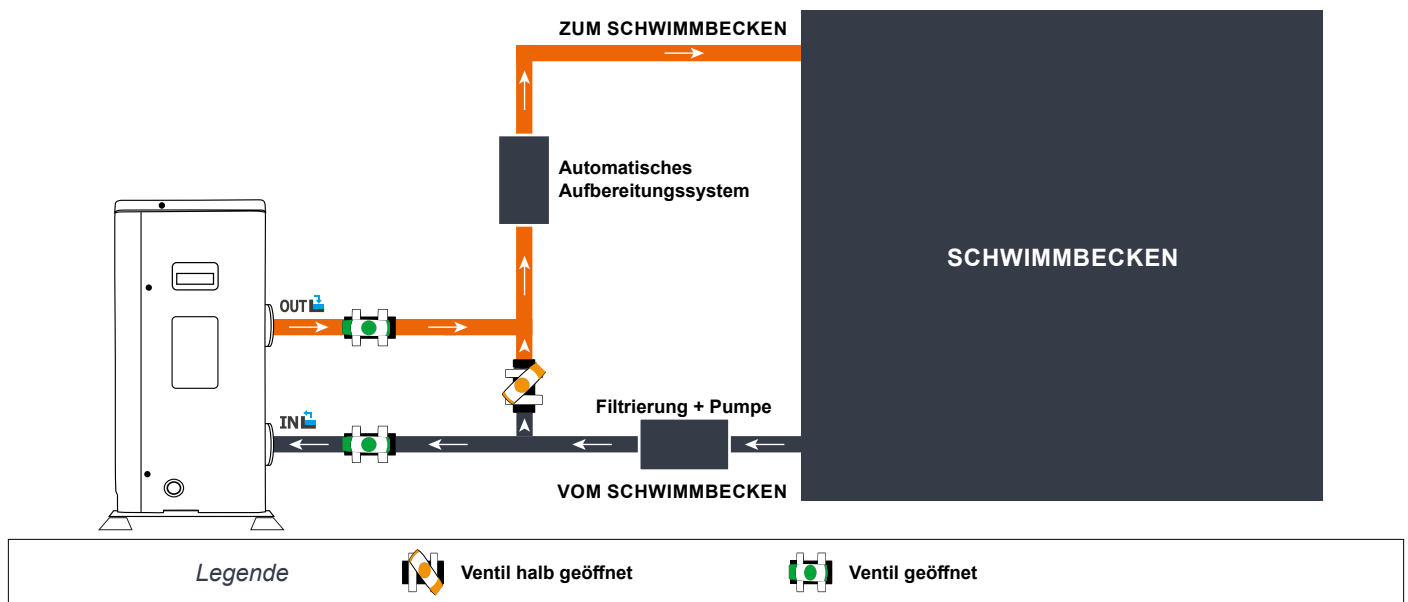 ZUM SCHWIMMBECKEN
Automatisches
Aufbereitungssystem
SCHWIMMBECKEN
OUT
Filtrierung + Pumpe
IN
VOM SCHWIMMBECKEN
Legende
Ventil halb geöffnet
Ventil geöffnet